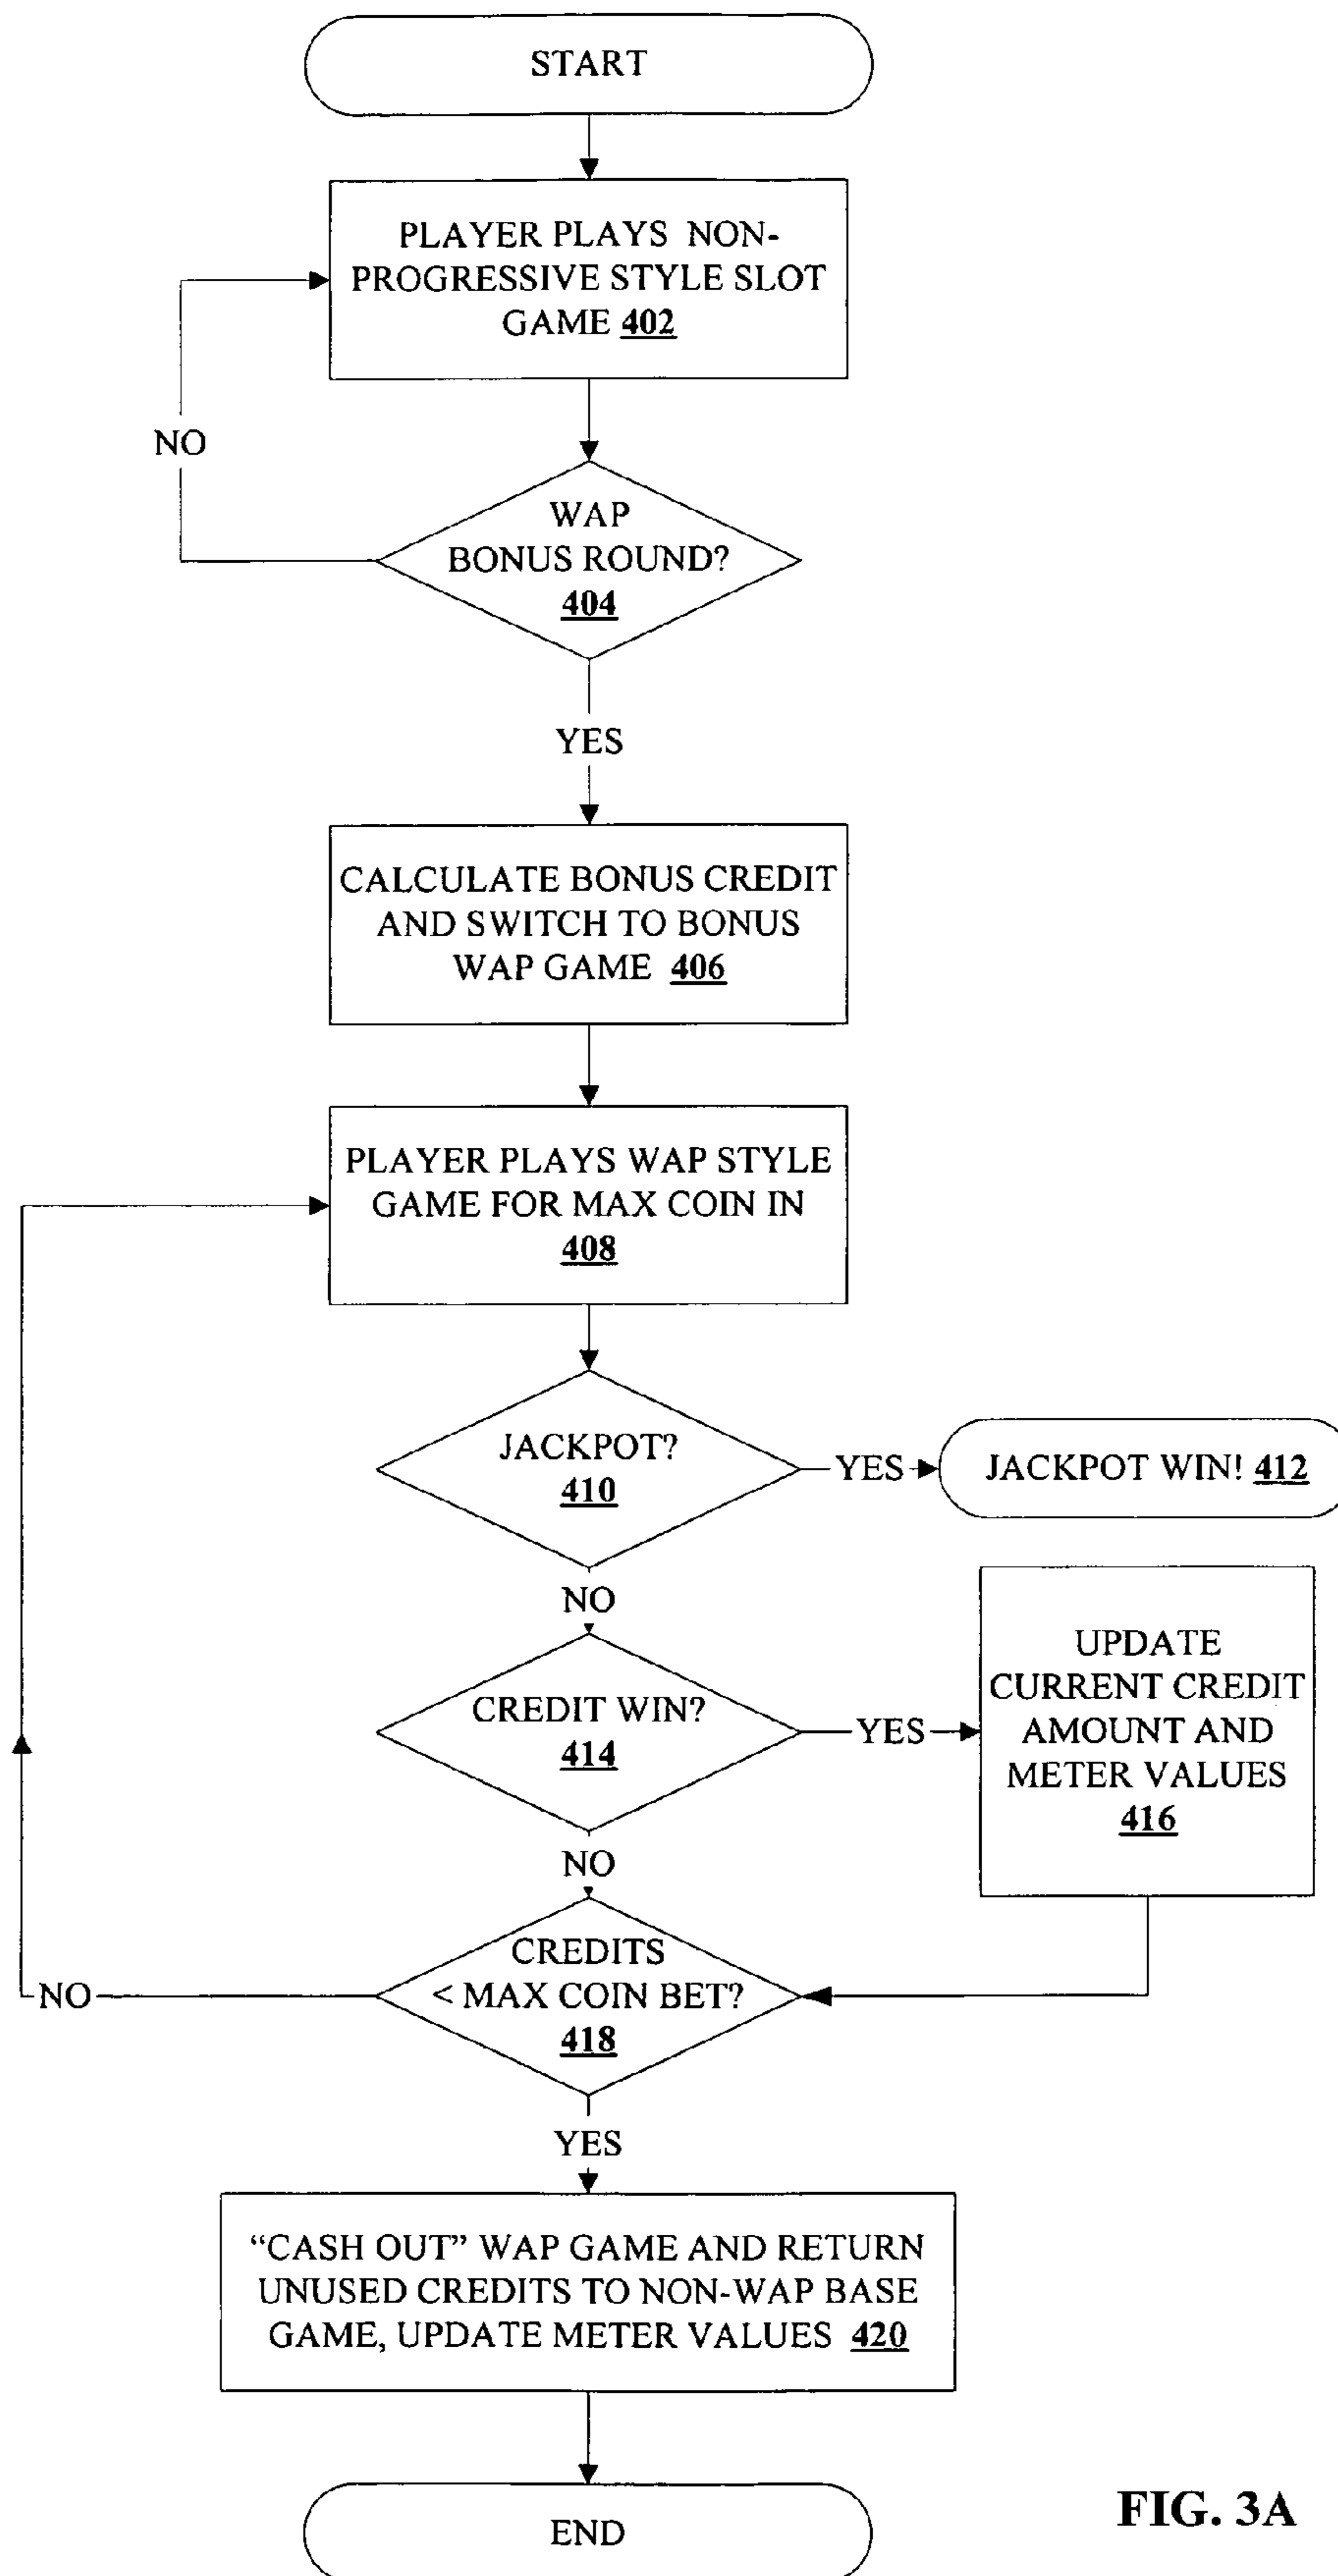 START
PLAYER PLAYS NON-
PROGRESSIVE STYLE SLOT
GAME 402
NO
WAP
BONUS ROUND?
404
YES
CALCULATE BONUS CREDIT
AND SWITCH TO BONUS
WAP GAME 406
PLAYER PLAYS WAP STYLE
GAME FOR MAX COIN IN
408
JACKPOT?
410
YES
JACKPOT WIN! 412
NO
CREDIT WIN?
414
YES
UPDATE
CURRENT CREDIT
AMOUNT AND
METER VALUES
416
NO
CREDITS
< MAX COIN BET?
418
NO
YES
“CASH OUT” WAP GAME AND RETURN
UNUSED CREDITS TO NON-WAP BASE
GAME, UPDATE METER VALUES 420
END
FIG. 3A